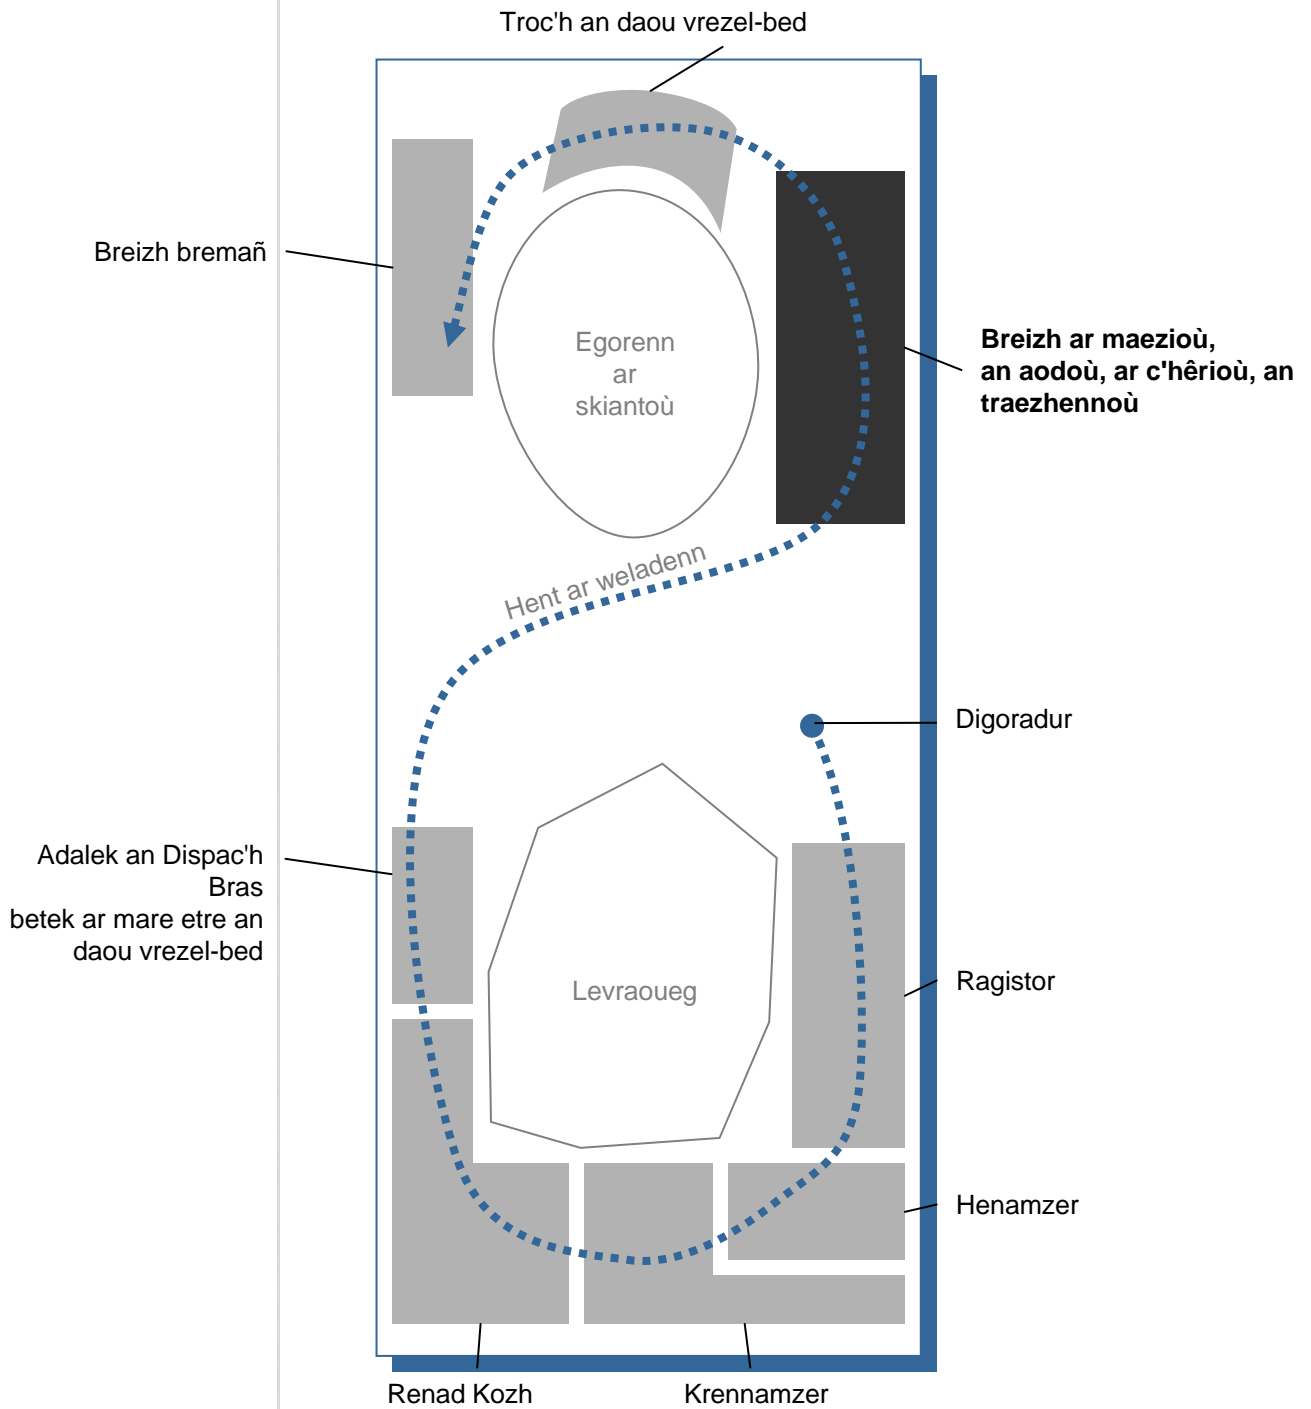 Troc'h an daou vrezel-bed
Breizh bremañ
Egorenn
ar
skiantoù
Breizh ar maezioù,
an aodoù, ar c'hêrioù, an
traezhennoù
Hent ar weladenn
Digoradur
Adalek an Dispac'h
Bras
betek ar mare etre an
daou vrezel-bed
Levraoueg
Ragistor
Henamzer
Renad Kozh
Krennamzer